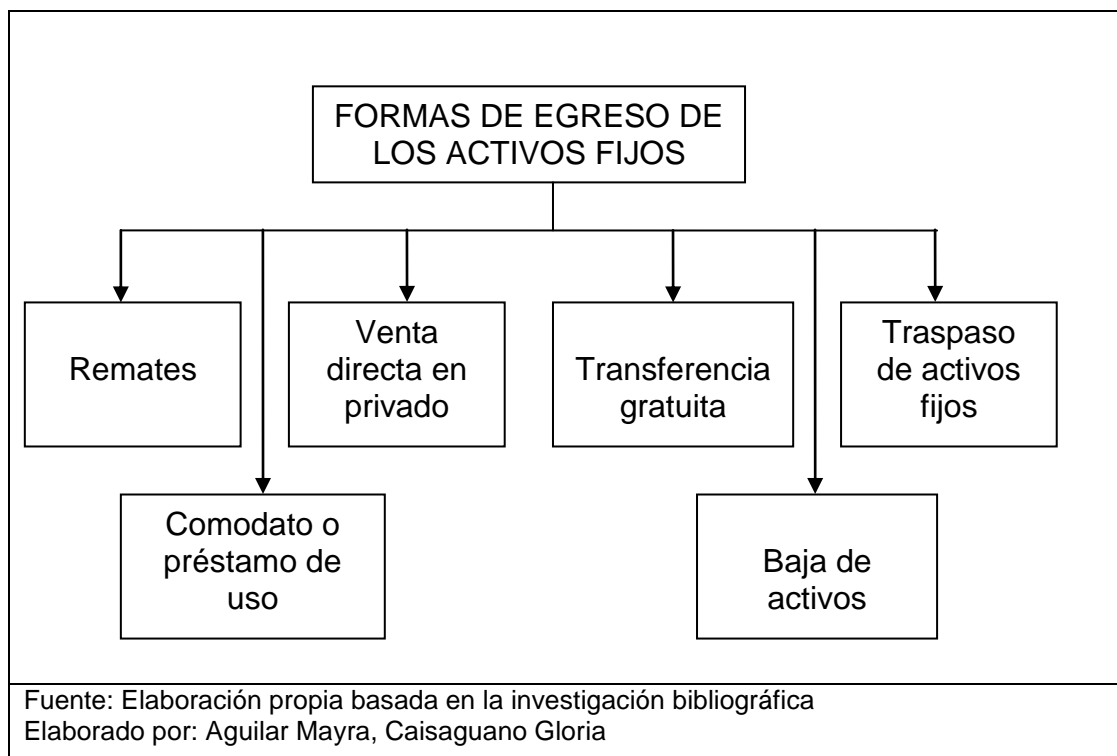 FORMAS DE EGRESO DE
LOS ACTIVOS FIJOS
Remates
Venta
directa en
privado
Transferencia
gratuita
Traspaso
de activos
fijos
Comodato o
préstamo de
uso
Baja de
activos
Fuente: Elaboración propia basada en la investigación bibliográfica
Elaborado por: Aguilar Mayra, Caisaguano Gloria